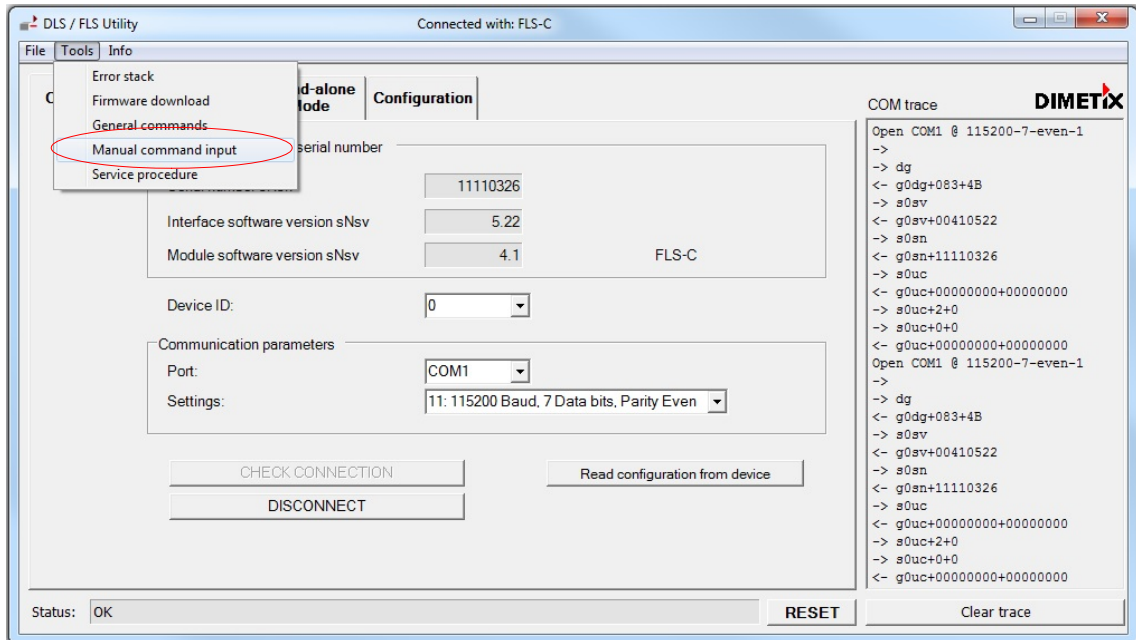 DLS / FLS Utility
Connected with: FLS-C
File Tools Info
Error stack
Firmware download
General commands
Manual command input
Service procedure
Configuration
serial number
11110326
Interface software version sNsv 5.22
Module software version sNsv 4.1 FLS-C
Device ID: 0
Communication parameters
Port: COM1
Settings: 11: 115200 Baud, 7 Data bits, Parity Even
CHECK CONNECTION
Read configuration from device
DISCONNECT
Status: OK
RESET
COM trace
DIMETIX
Open COM1 @ 115200-7-even-1
->
-> dg
<- g0dg+083+4B
-> s0sv
<- g0sv+00410522
-> s0sn
<- g0sn+11110326
-> s0uc
<- g0uc+00000000+00000000
-> s0uc+2+0
-> s0uc+0+0
<- g0uc+00000000+00000000
Open COM1 @ 115200-7-even-1
->
-> dg
<- g0dg+083+4B
-> s0sv
<- g0sv+00410522
-> s0sn
<- g0sn+11110326
-> s0uc
<- g0uc+00000000+00000000
-> s0uc+2+0
-> s0uc+0+0
<- g0uc+00000000+00000000
Clear trace